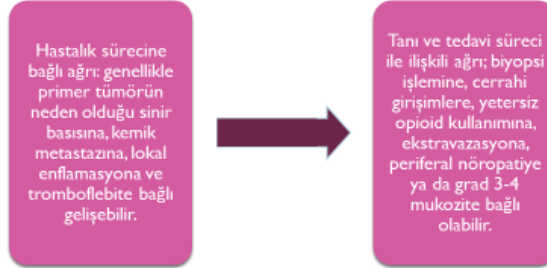 Hastalık sürecine
bağlı ağrı: genellikle
primer tümörün
neden olduğu sinir
basısına, kemik
metastazına, lokal
enflamasyona ve
tromboflebite bağlı
gelişebilir.
Tanı ve tedavi süreci
ile ilişkili ağrı; biyopsi
işlemine, cerrahi
girişimlere, yetersiz
opioid kullanımına,
ekstravazasyona,
periferal nöropatiye
ya da grad 3-4
mukozite bağlı
olabilir.